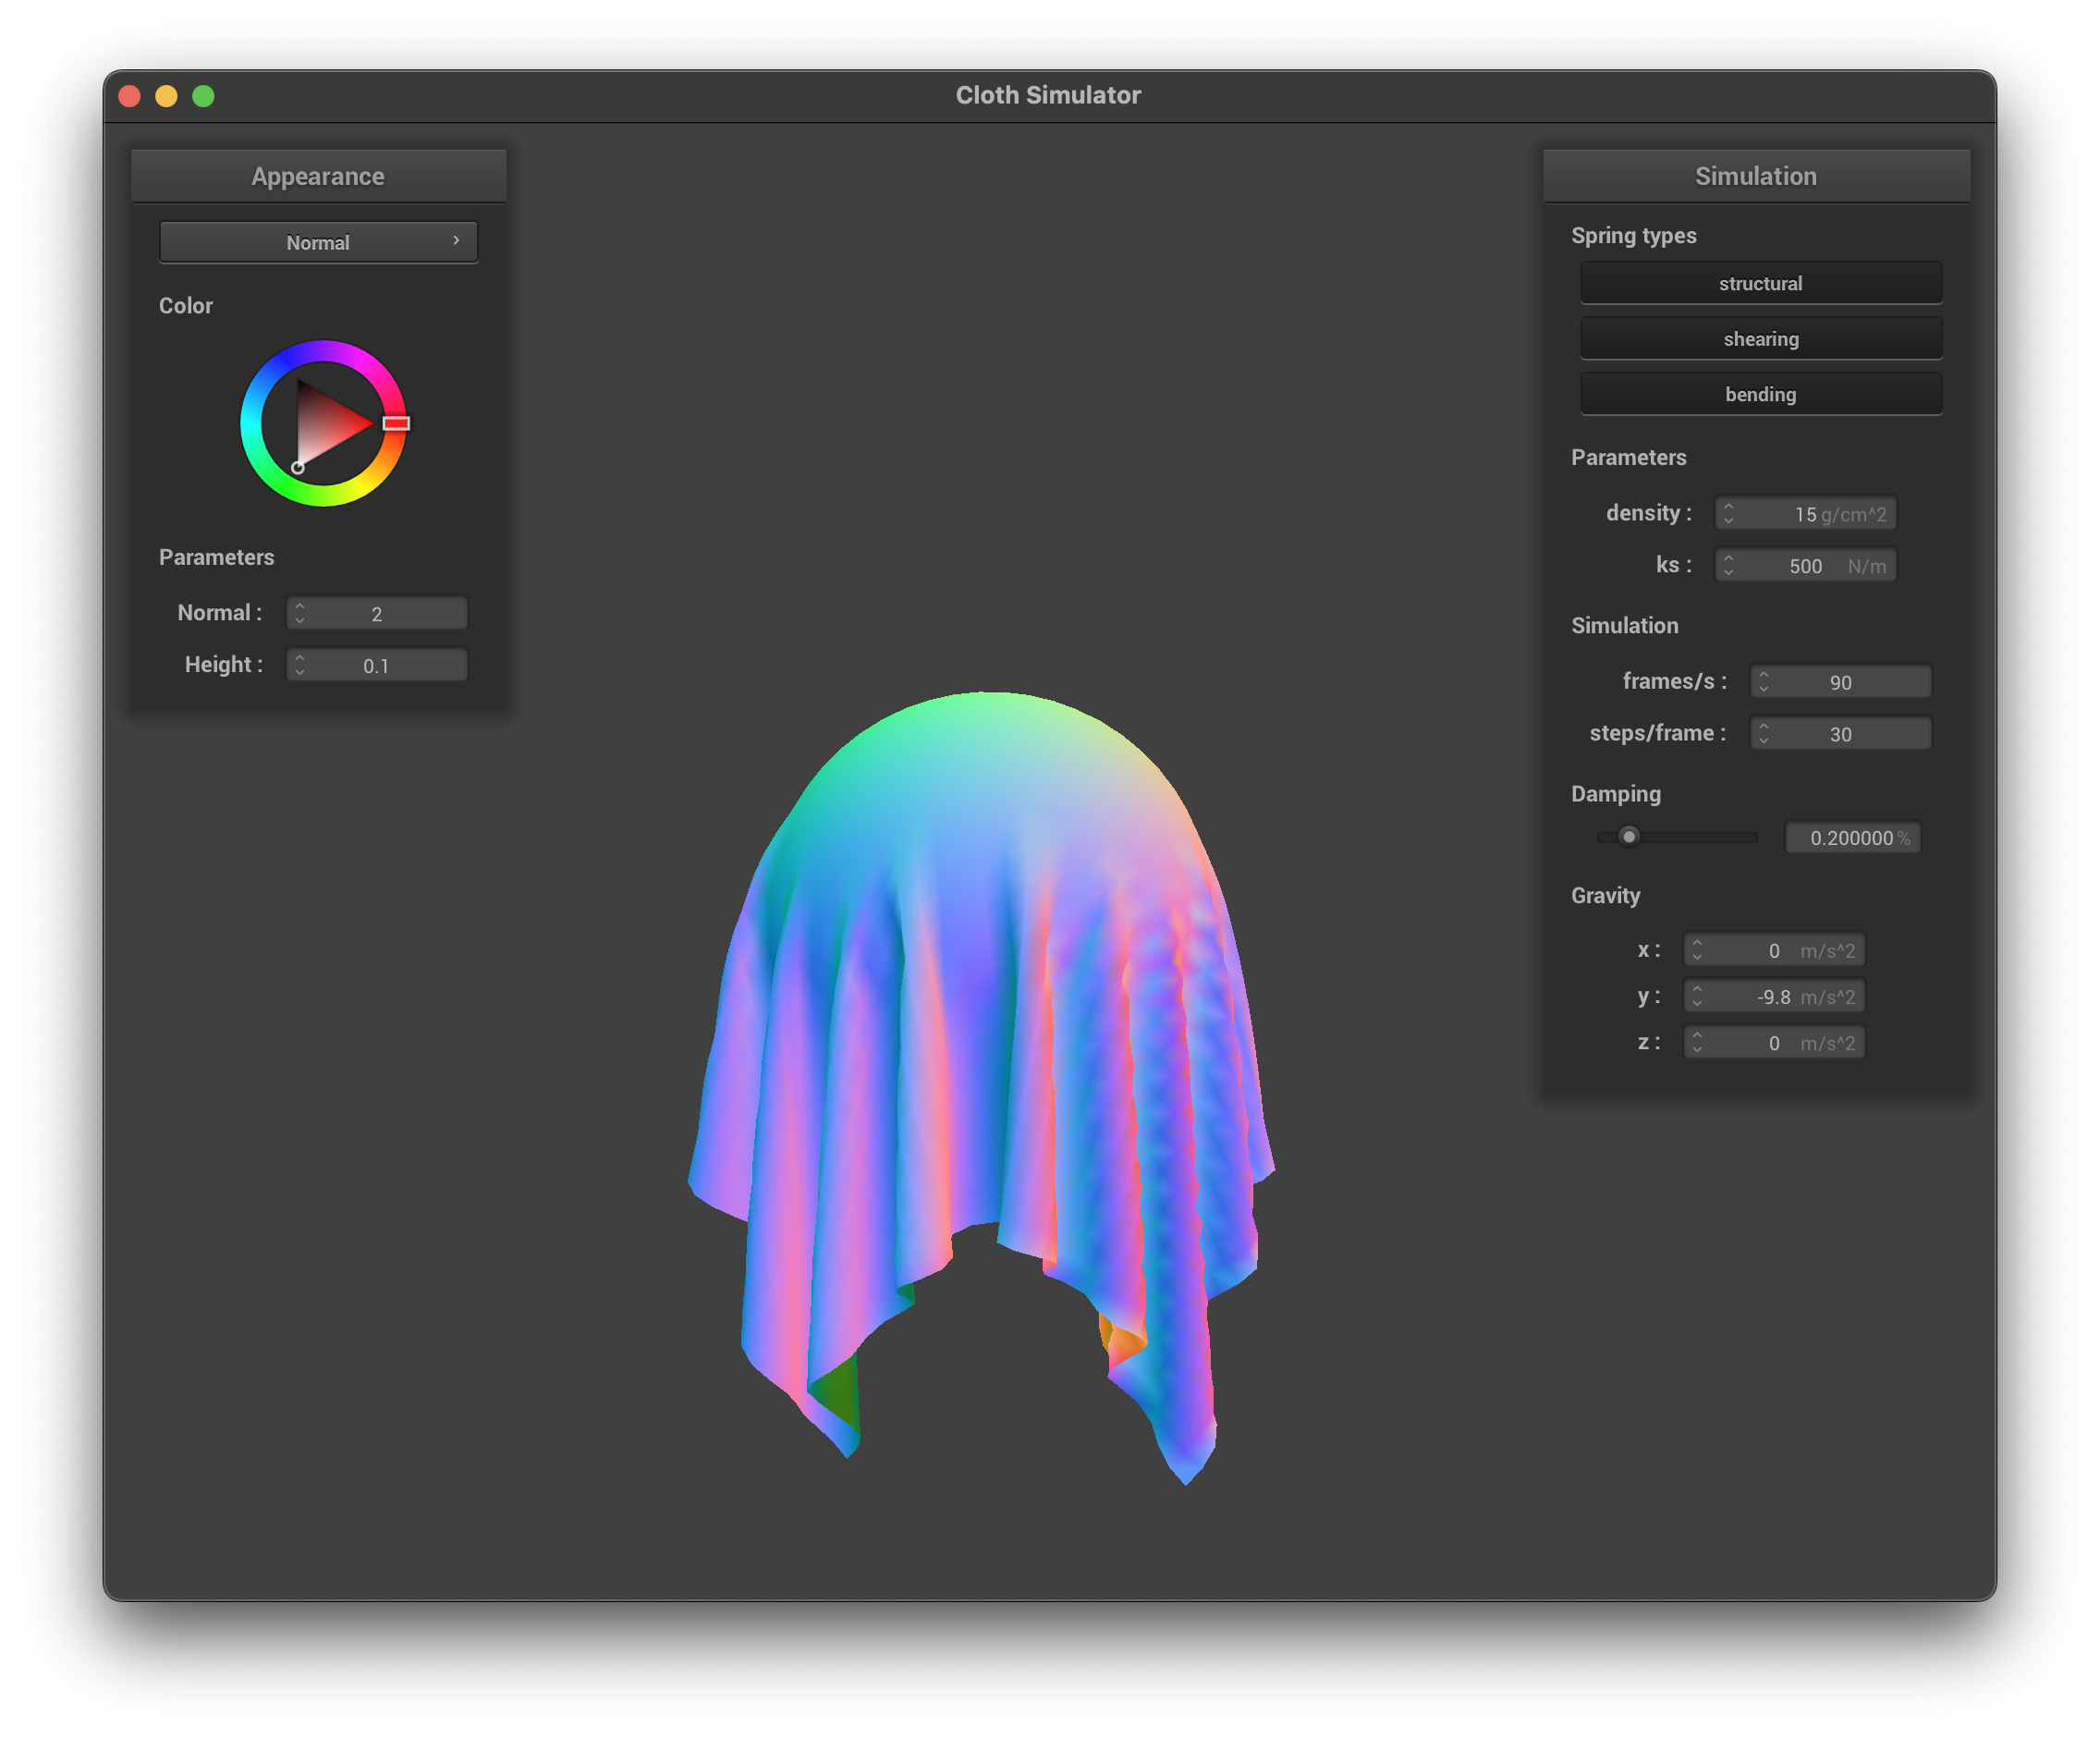 Cloth Simulator
Appearance
Normal
Color
Parameters
Normal : 2
Height : 0.1
Simulation
Spring types
structural
shearing
bending
Parameters
density : 15 g/cm^2
ks : 500 N/m
Simulation
frames/s : 90
steps/frame : 30
Damping
0.200000 %
Gravity
x : 0 m/s^2
y : -9.8 m/s^2
z : 0 m/s^2